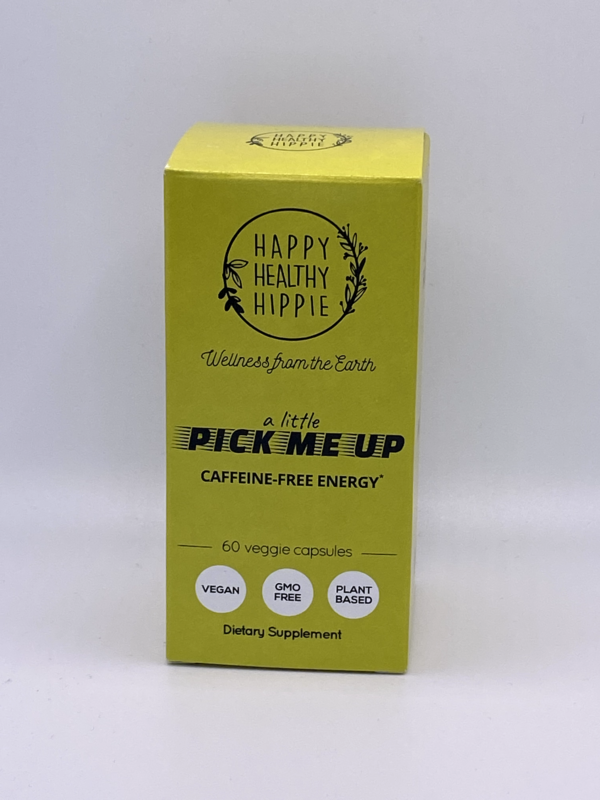 HAPPY
HEALTHY
HIPPIE
HAPPY
HEALTHY
HIPPIE
Wellness from the Earth
a little
PICK ME UP
CAFFEINE-FREE ENERGY*
60 veggie capsules
VEGAN
GMO
FREE
PLANT
BASED
Dietary Supplement